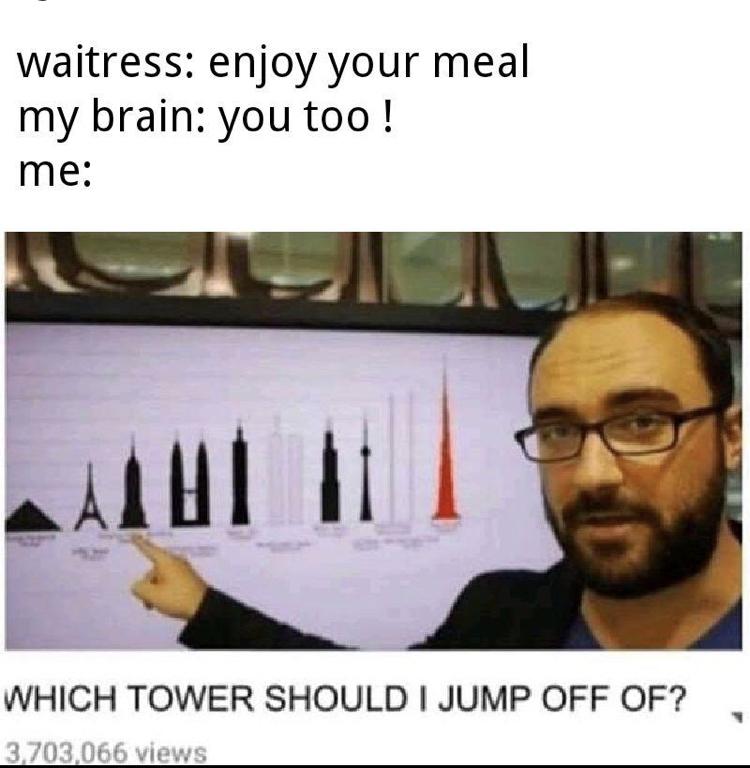 waitress: enjoy your meal
my brain: you too !
me:
WHICH TOWER SHOULD I JUMP OFF OF?
3,703,066 views